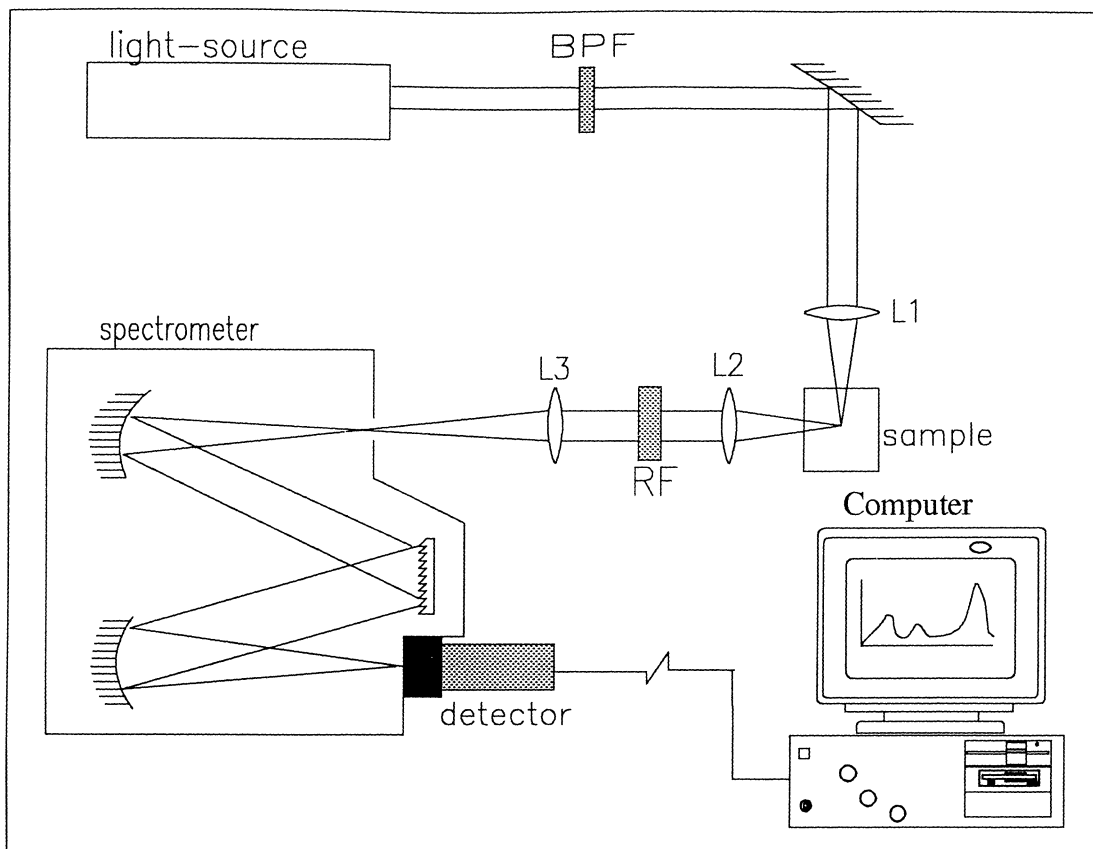 light-source
BPF
L1
spectrometer
L3
L2
RF
sample
Computer
detector